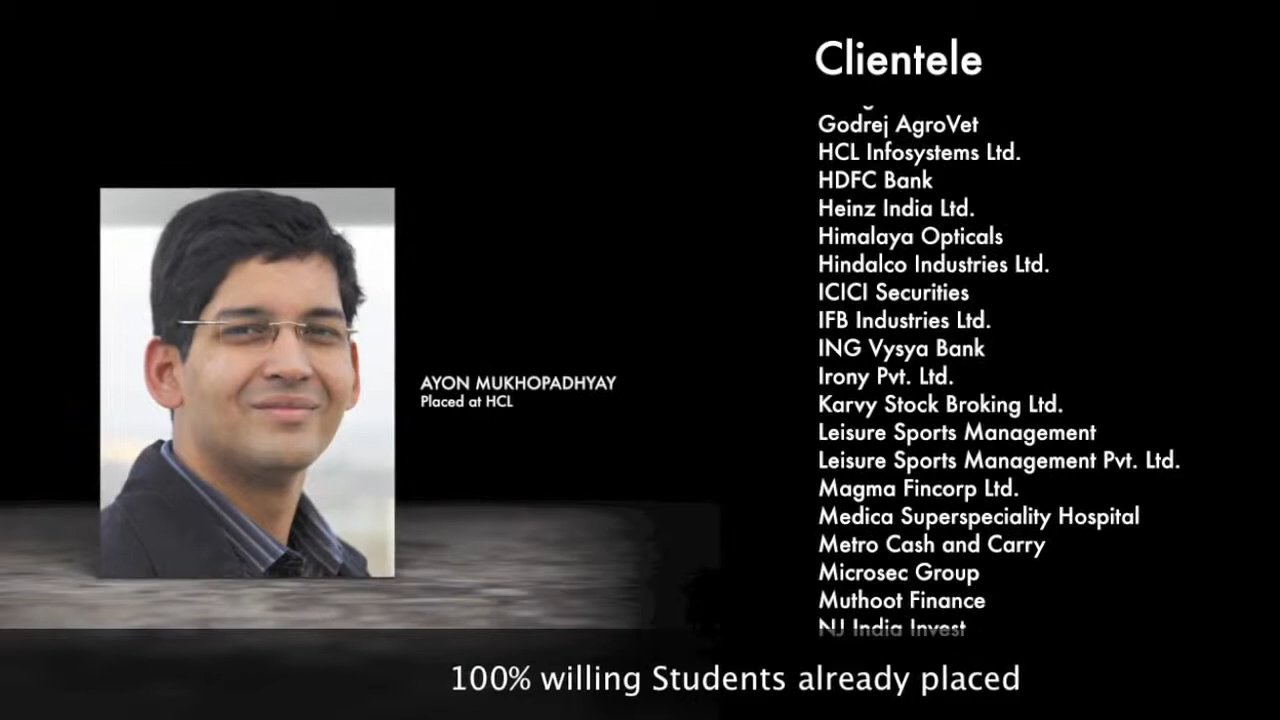 Clientele
Godrej AgroVet
HCL Infosystems Ltd.
HDFC Bank
Heinz India Ltd.
Himalaya Opticals
Hindalco Industries Ltd.
ICICI Securities
IFB Industries Ltd.
ING Vysya Bank
Irony Pvt. Ltd.
Karvy Stock Broking Ltd.
Leisure Sports Management
Leisure Sports Management Pvt. Ltd.
Magma Fincorp Ltd.
Medica Superspeciality Hospital
Metro Cash and Carry
Microsec Group
Muthoot Finance
NJ India Invest
AYON MUKHOPADHYAY
Placed at HCL
100% willing Students already placed